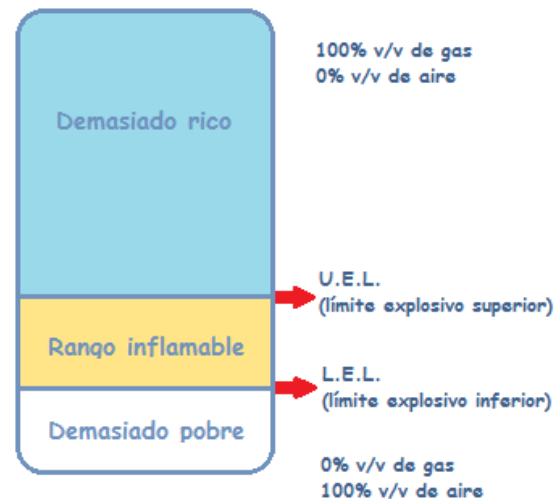 100% v/v de gas
0% v/v de aire
Demasiado rico
U.E.L.
(límite explosivo superior)
Rango inflamable
L.E.L.
(límite explosivo inferior)
Demasiado pobre
0% v/v de gas
100% v/v de aire